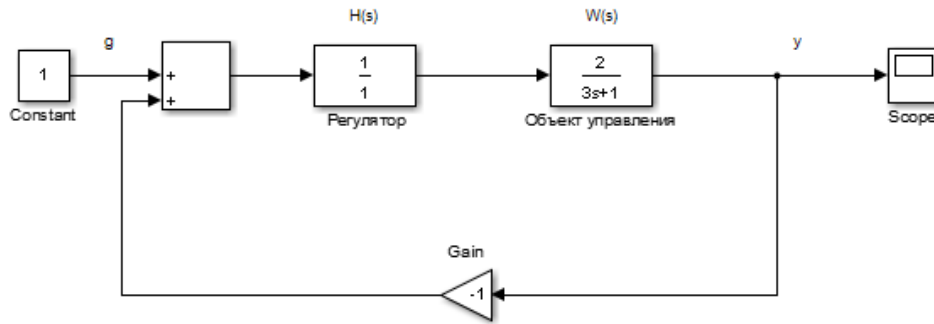 H(s)
W(s)
g
y
1
+
+
1
1
2
3s+1
Constant
Регулятор
Объект управления
Scope
Gain
-1